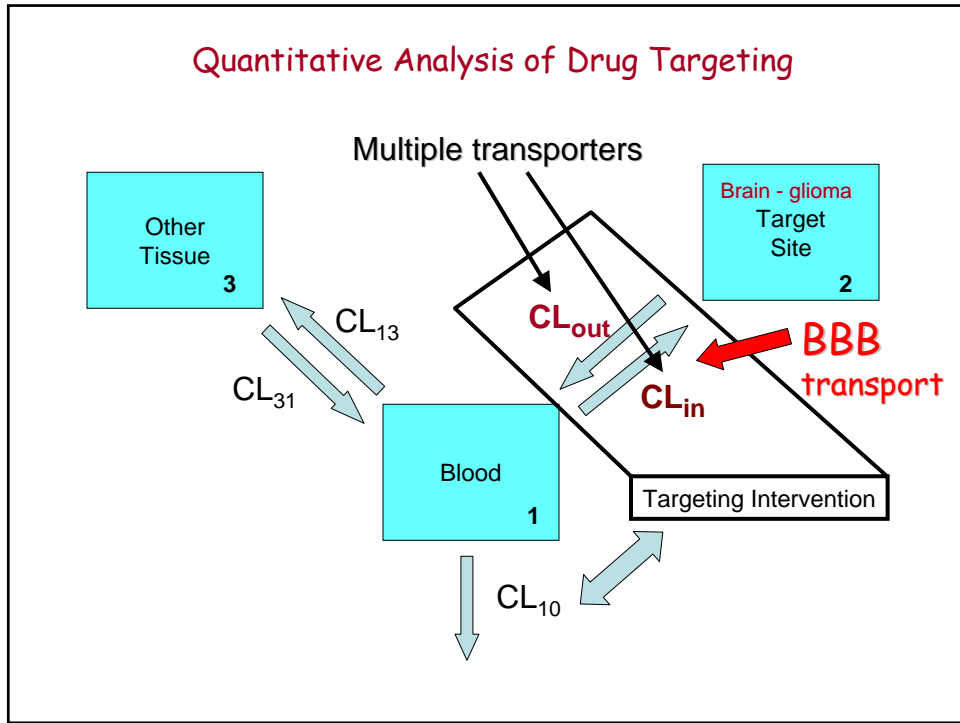 Quantitative Analysis of Drug Targeting
Multiple transporters
Other
Tissue
3
Brain - glioma
Target
Site
2
CLout
CLin
BBB
transport
CL13
CL31
Blood
1
Targeting Intervention
CL10